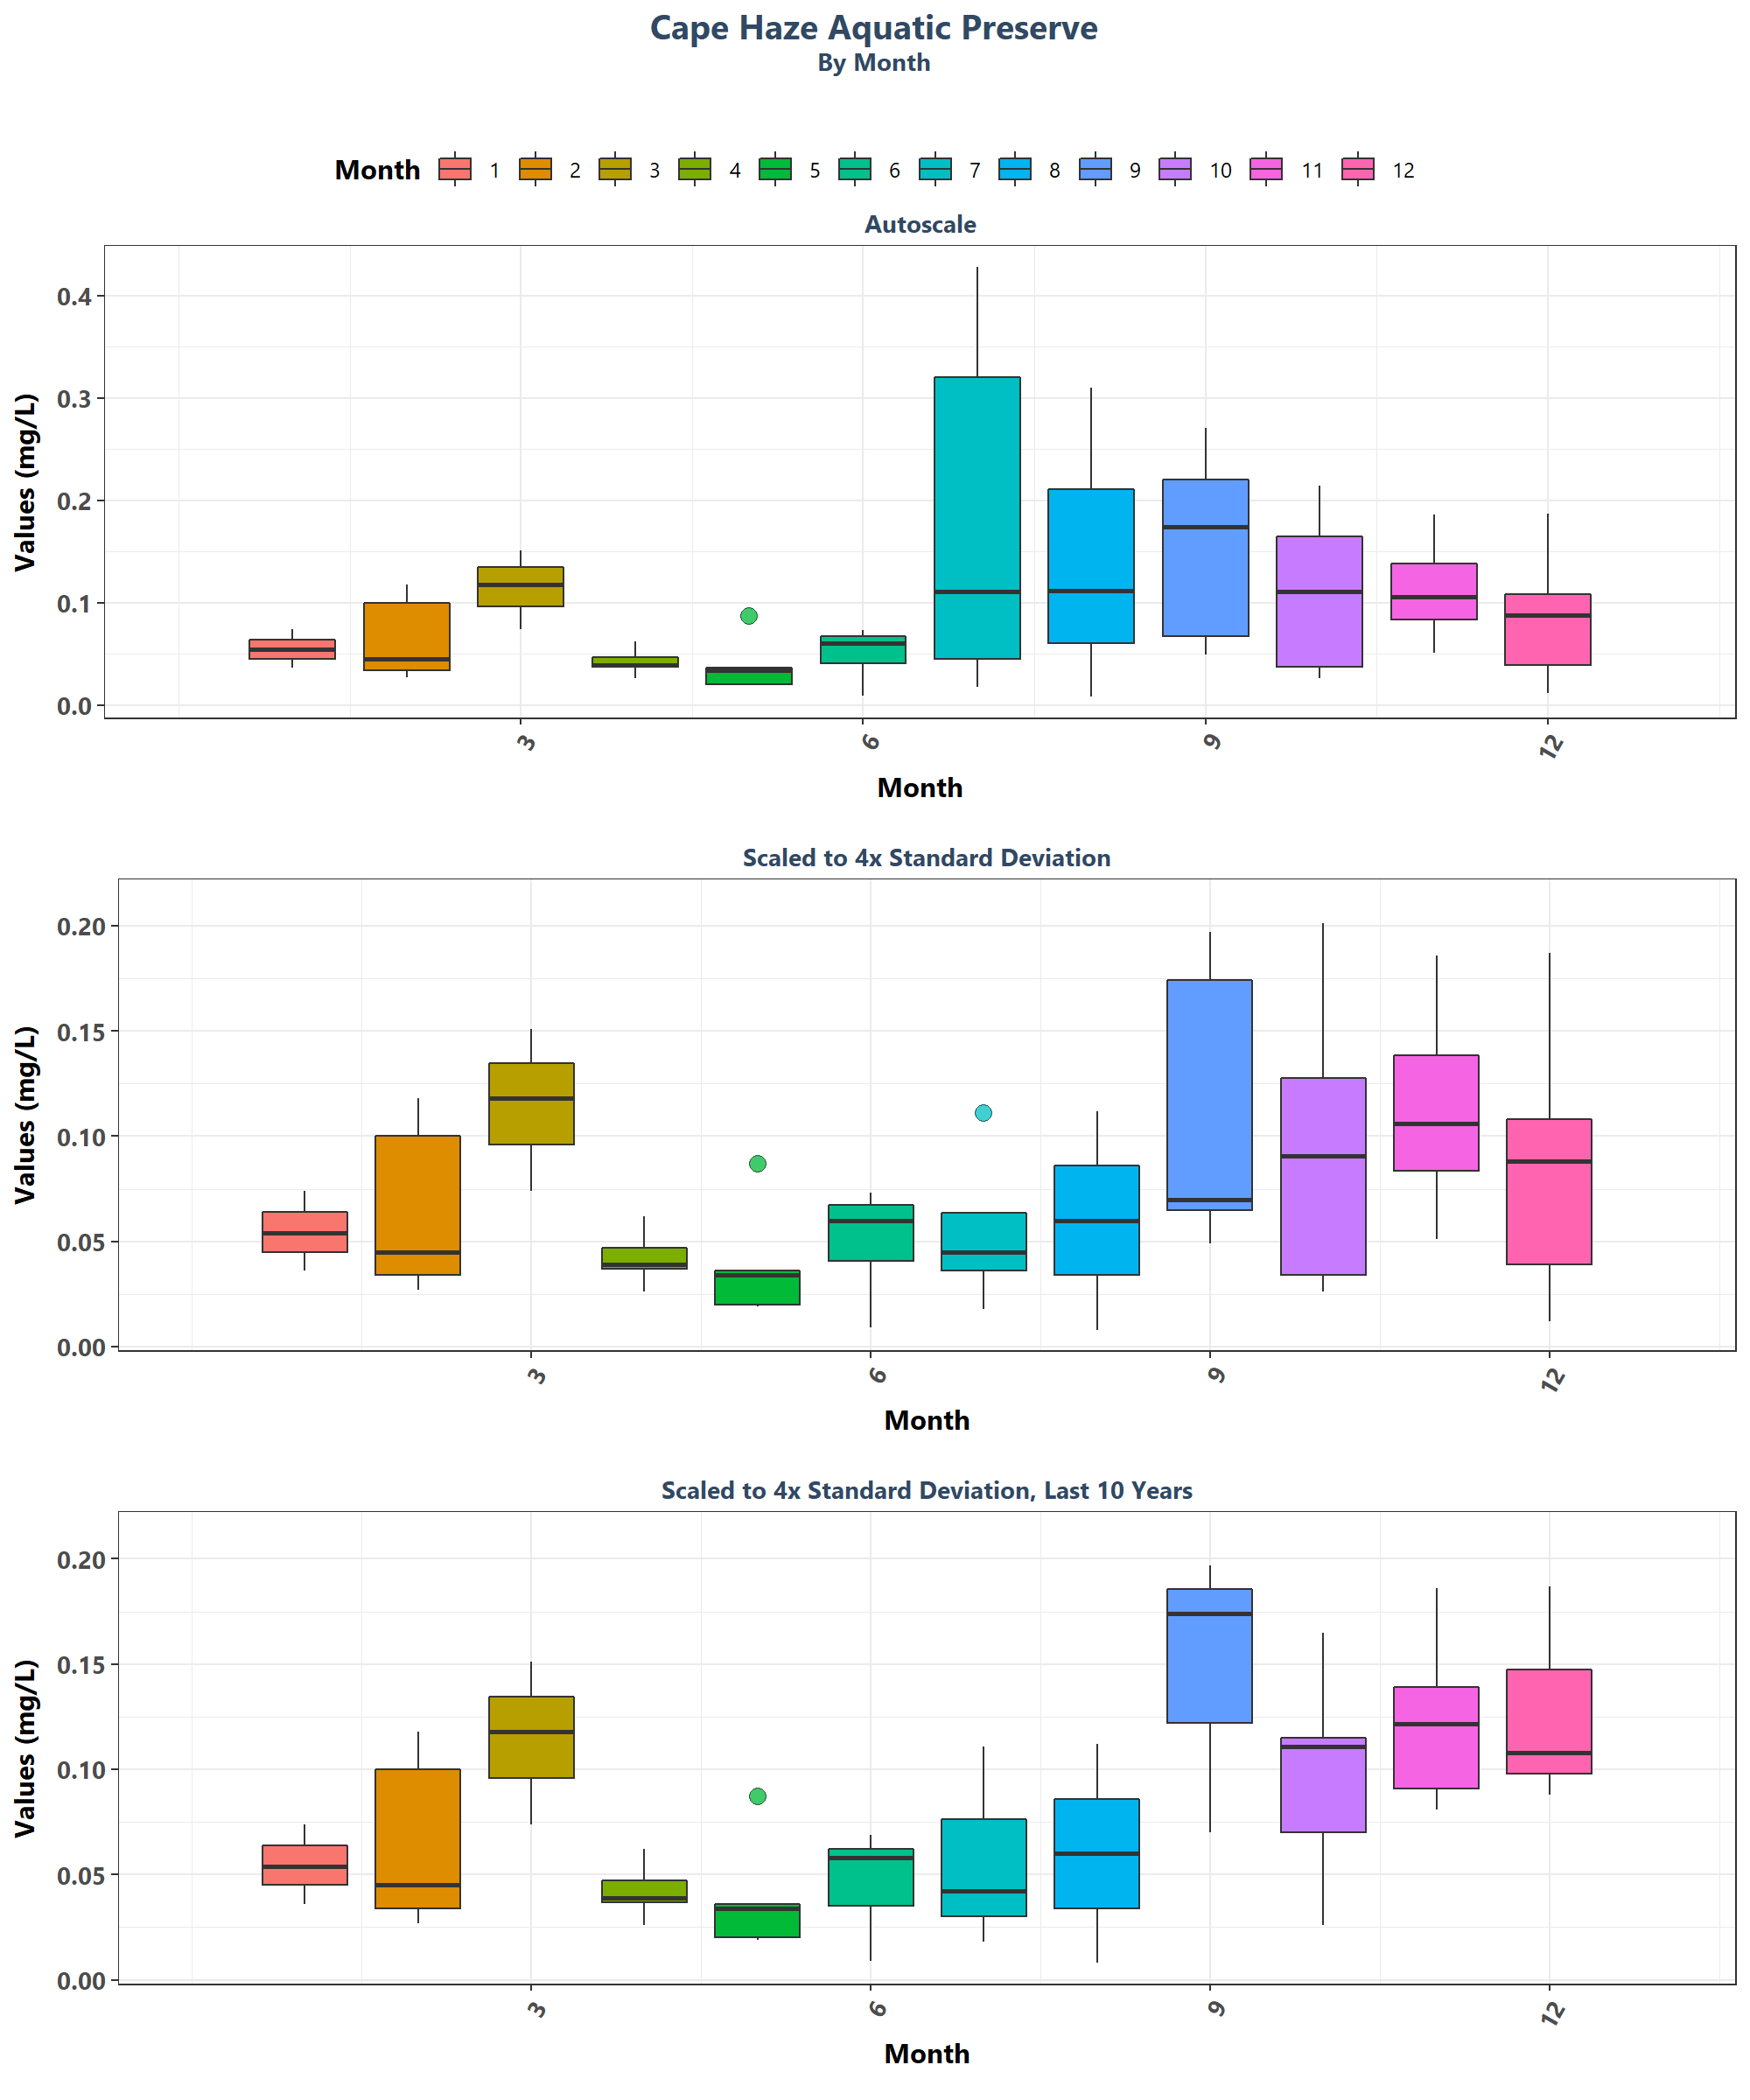 Cape Haze Aquatic Preserve
By Month
Month 1 2 3 4 5 6 7 8 9 10 11 12
Autoscale
Values (mg/L)
0.4
0.3
0.2
0.1
0.0
3 6 9 12
Month
Scaled to 4x Standard Deviation
Values (mg/L)
0.20
0.15
0.10
0.05
0.00
3 6 9 12
Month
Scaled to 4x Standard Deviation, Last 10 Years
Values (mg/L)
0.20
0.15
0.10
0.05
0.00
3 6 9 12
Month